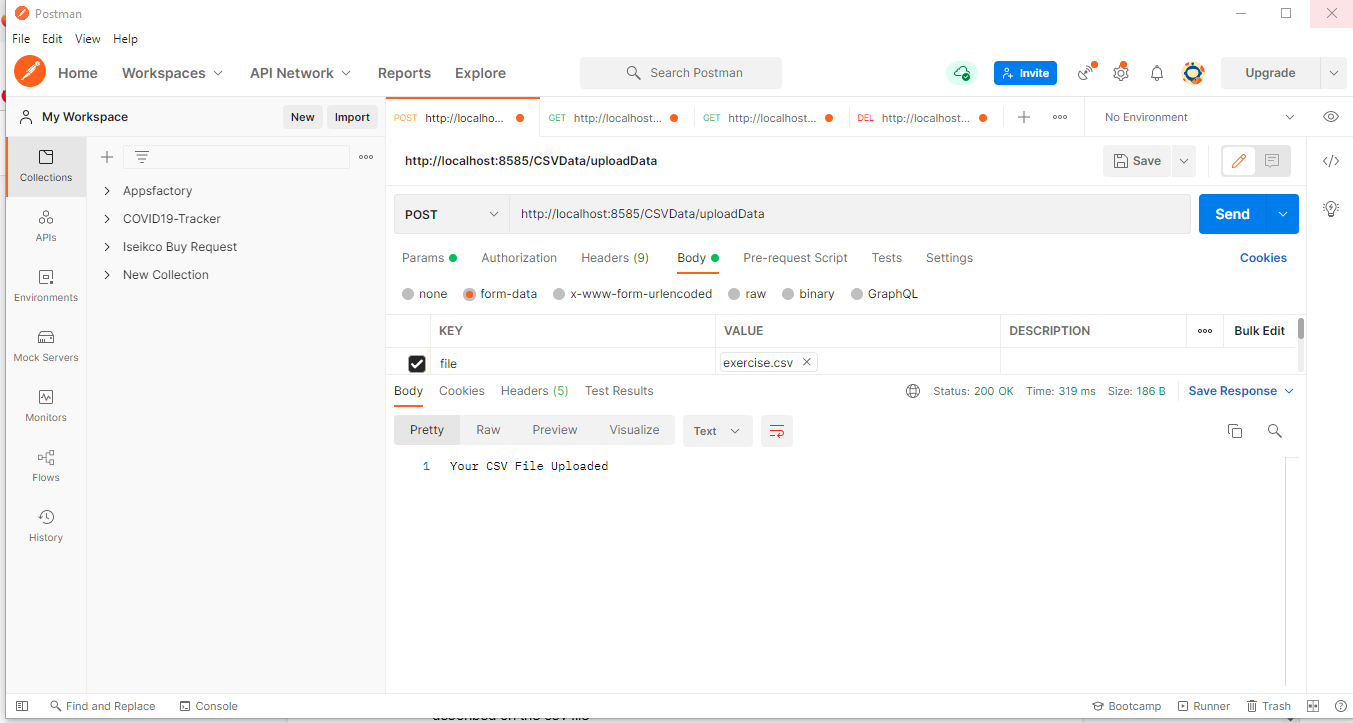 Postman
File Edit View Help
Home Workspaces API Network Reports Explore Search Postman Invite Upgrade
My Workspace New Import
POST http://localho... GET http://localhost... GET http://localhost... DEL http://localhost... No Environment
Collections
APIs
Environments
Mock Servers
Monitors
Flows
History
Appsfactory
COVID19-Tracker
Iseikco Buy Request
New Collection
http://localhost:8585/CSVData/uploadData Save
POST http://localhost:8585/CSVData/uploadData Send
Params Authorization Headers (9) Body Pre-request Script Tests Settings Cookies
none form-data x-www-form-urlencoded raw binary GraphQL
KEY VALUE DESCRIPTION Bulk Edit
file exercise.csv
Body Cookies Headers (5) Test Results Status: 200 OK Time: 319 ms Size: 186 B Save Response
Pretty Raw Preview Visualize Text
1 Your CSV File Uploaded
Find and Replace Console Bootcamp Runner Trash
described on the csv file